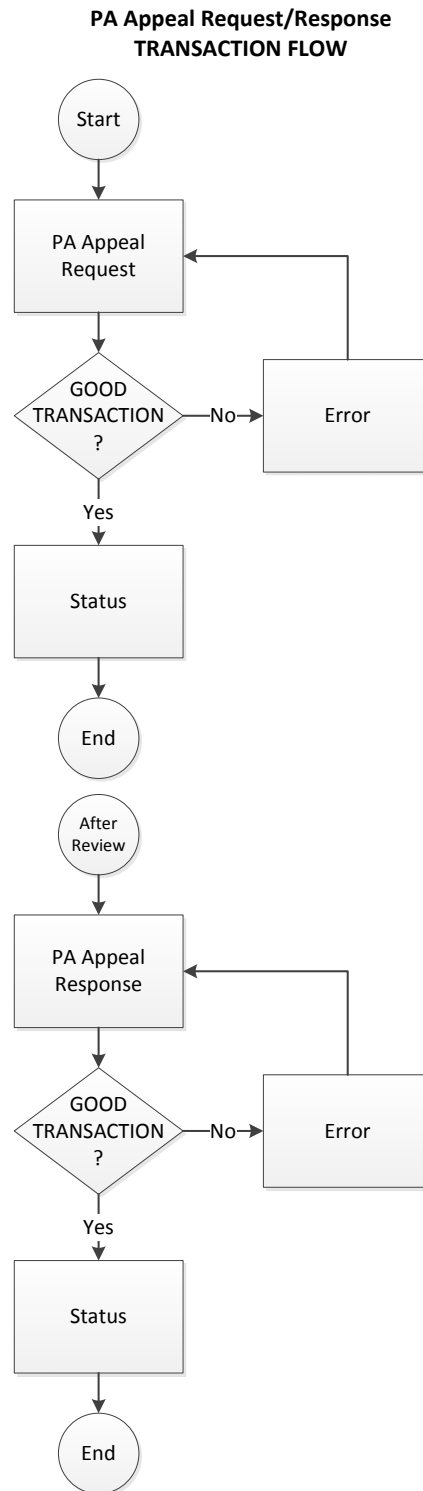 PA Appeal Request/Response
TRANSACTION FLOW
Start
PA Appeal
Request
GOOD
TRANSACTION
?
No
Error
Yes
Status
End
After
Review
PA Appeal
Response
GOOD
TRANSACTION
?
No
Error
Yes
Status
End